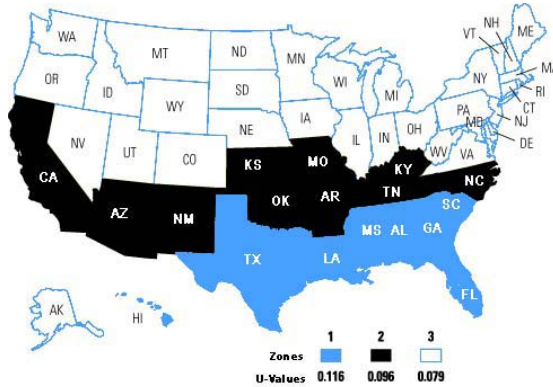 WA
MT
ND
MN
VT
NH
ME
OR
ID
WY
SD
WI
MI
NY
MA
RI
CT
NV
UT
CO
NE
IA
IL
IN
OH
PA
NJ
MD
DE
WV
VA
CA
AZ
NM
KS
MO
OK
AR
KY
TN
NC
SC
TX
LA
MS
AL
GA
FL
AK
HI
Zones 1 2 3
U-Values 0.116 0.096 0.079